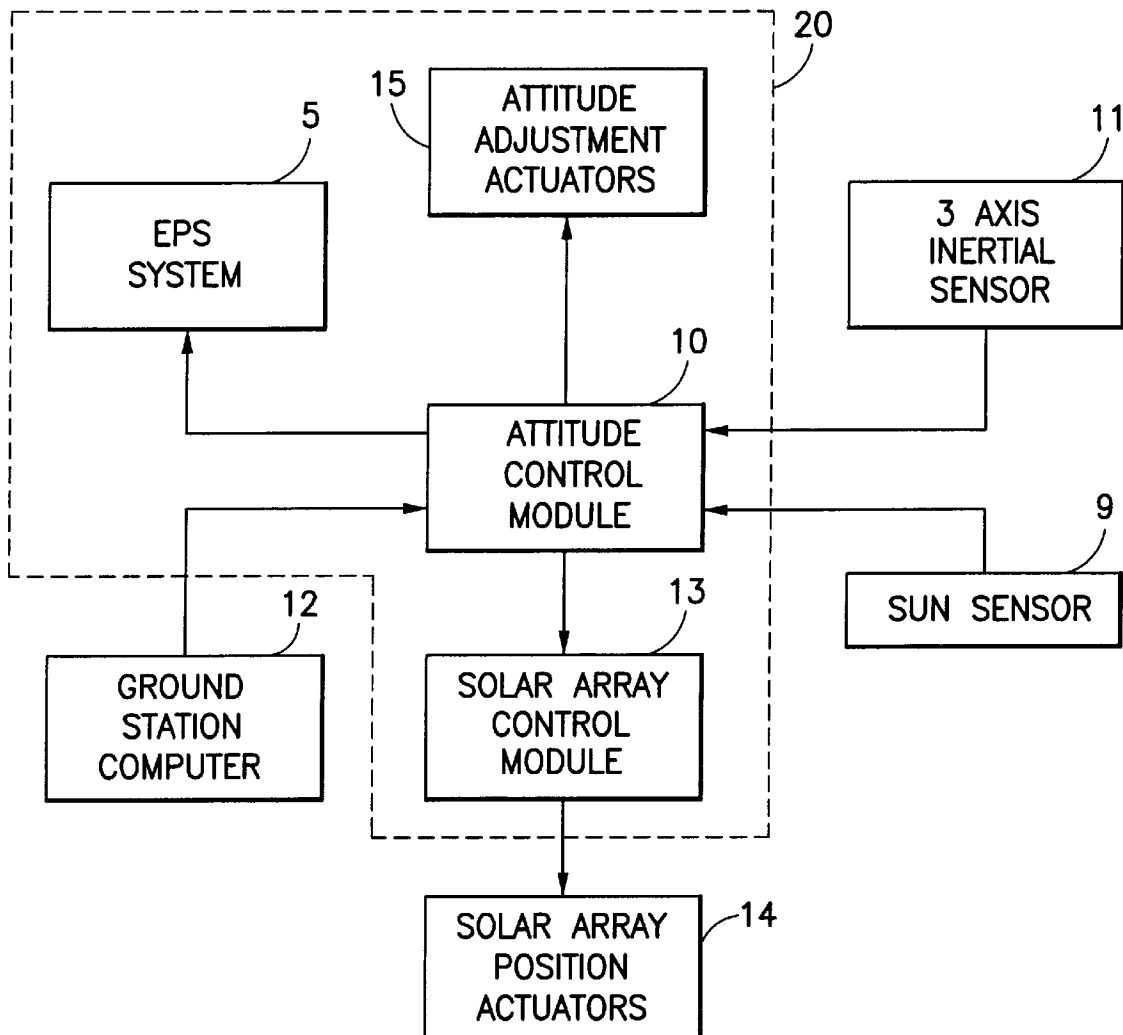 20
15
ATTITUDE
ADJUSTMENT
ACTUATORS
5
EPS
SYSTEM
11
3 AXIS
INERTIAL
SENSOR
10
ATTITUDE
CONTROL
MODULE
9
SUN SENSOR
12
GROUND
STATION
COMPUTER
13
SOLAR ARRAY
CONTROL
MODULE
14
SOLAR ARRAY
POSITION
ACTUATORS